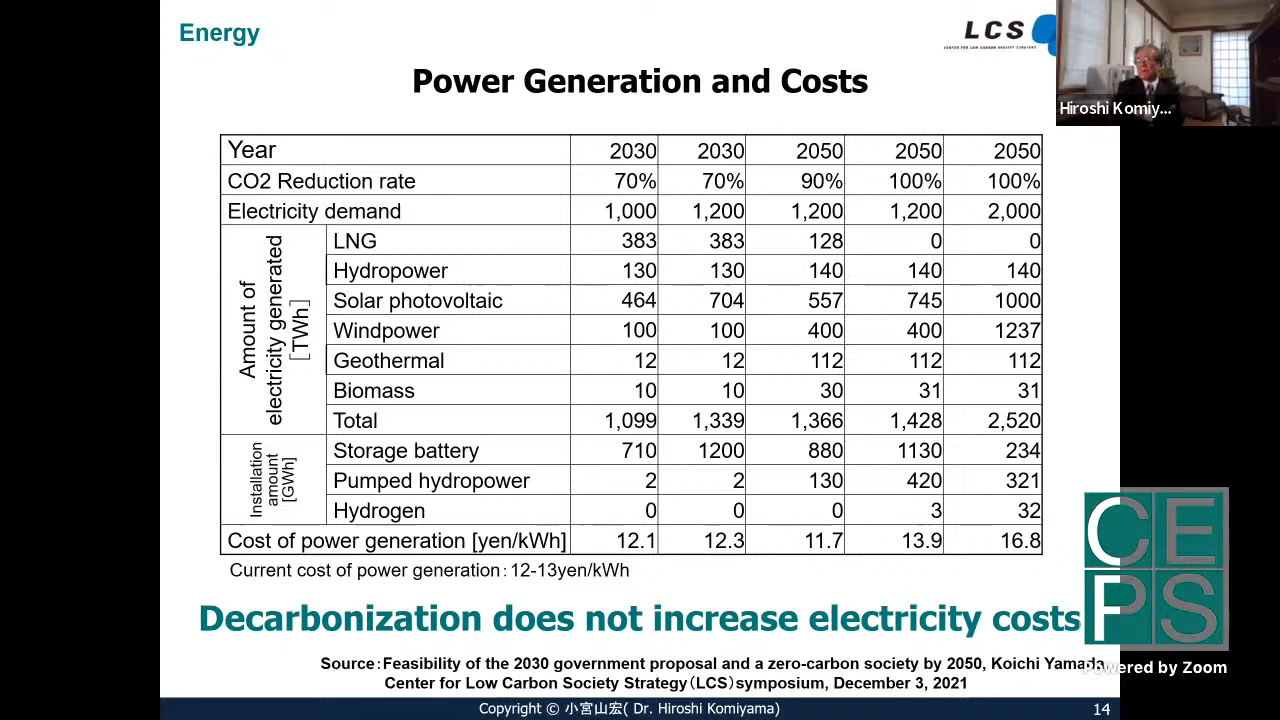 Energy
LCS
CENTER FOR LOW CARBON SOCIETY STRATEGY
Hiroshi Komiy...
Power Generation and Costs
Year 2030 2030 2050 2050 2050
CO2 Reduction rate 70% 70% 90% 100% 100%
Electricity demand 1,000 1,200 1,200 1,200 2,000
Amount of
electricity generated
[TWh]
LNG 383 383 128 0 0
Hydropower 130 130 140 140 140
Solar photovoltaic 464 704 557 745 1000
Windpower 100 100 400 400 1237
Geothermal 12 12 112 112 112
Biomass 10 10 30 31 31
Total 1,099 1,339 1,366 1,428 2,520
Installation
amount
[GWh]
Storage battery 710 1200 880 1130 234
Pumped hydropower 2 2 130 420 321
Hydrogen 0 0 0 3 32
Cost of power generation [yen/kWh] 12.1 12.3 11.7 13.9 16.8
Current cost of power generation：12-13yen/kWh
Decarbonization does not increase electricity costs
CE
PS
Source：Feasibility of the 2030 government proposal and a zero-carbon society by 2050, Koichi Yamada,
Center for Low Carbon Society Strategy（LCS）symposium, December 3, 2021
Powered by Zoom
Copyright © 小宮山宏( Dr. Hiroshi Komiyama)
14